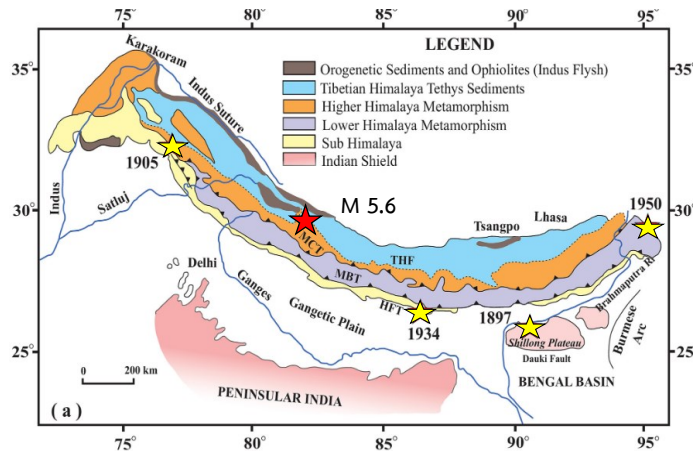 LEGEND
Orogenetic Sediments and Ophiolites (Indus Flysh)
Tibetian Himalaya Tethys Sediments
Higher Himalaya Metamorphism
Lower Himalaya Metamorphism
Sub Himalaya
Indian Shield
Karakoram
Indus Suture
35°
35°
1905
Indus
Satluj
M 5.6
1950
30°
30°
Tsangpo
Lhasa
MCT
THF
MBT
HFT
Delhi
Ganges
Gangetic Plain
1934
1897
Brahmaputra R
Burmese
Arc
Shillong Plateau
Dauki Fault
25°
25°
0 200 km
BENGAL BASIN
PENINSULAR INDIA
( a )
75°
80°
85°
90°
95°
75°
80°
85°
90°
95°